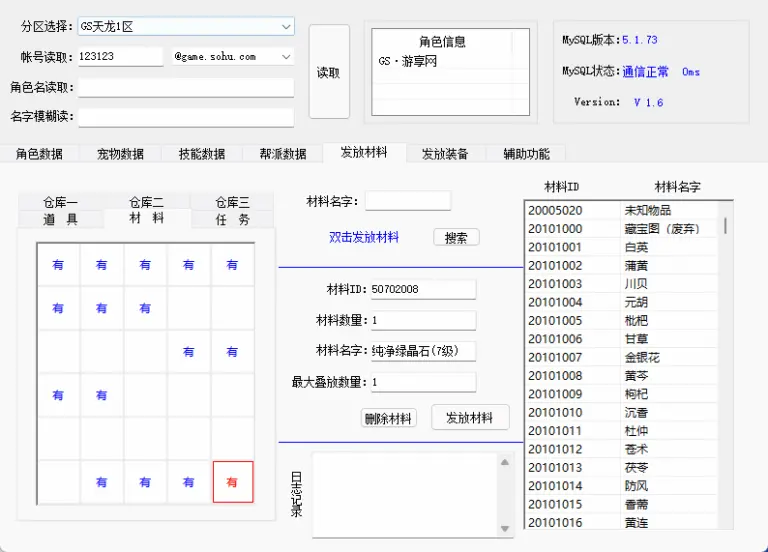 分区选择: GS天龙1区
帐号读取: 123123 @game.sohu.com
角色名读取:
名字模糊读:
读取
角色信息
GS·游享网
MySQL版本:5.1.73
MySQL状态:通信正常 0ms
Version: V 1.6
角色数据 宠物数据 技能数据 帮派数据 发放材料 发放装备 辅助功能
仓库一 仓库二 仓库三
道 具 材 料 任 务
有 有 有 有 有
有 有 有
有 有
有 有
有 有 有 有
材料名字:
双击发放材料 搜索
材料ID: 50702008
材料数量: 1
材料名字: 纯净绿晶石(7级)
最大叠放数量: 1
删除材料 发放材料
日志记录
材料ID 材料名字
20005020 未知物品
20101000 藏宝图（废弃）
20101001 白英
20101002 蒲黄
20101003 川贝
20101004 元胡
20101005 枇杷
20101006 甘草
20101007 金银花
20101008 黄芩
20101009 枸杞
20101010 沉香
20101011 杜仲
20101012 苍术
20101013 茯苓
20101014 防风
20101015 香薷
20101016 黄连